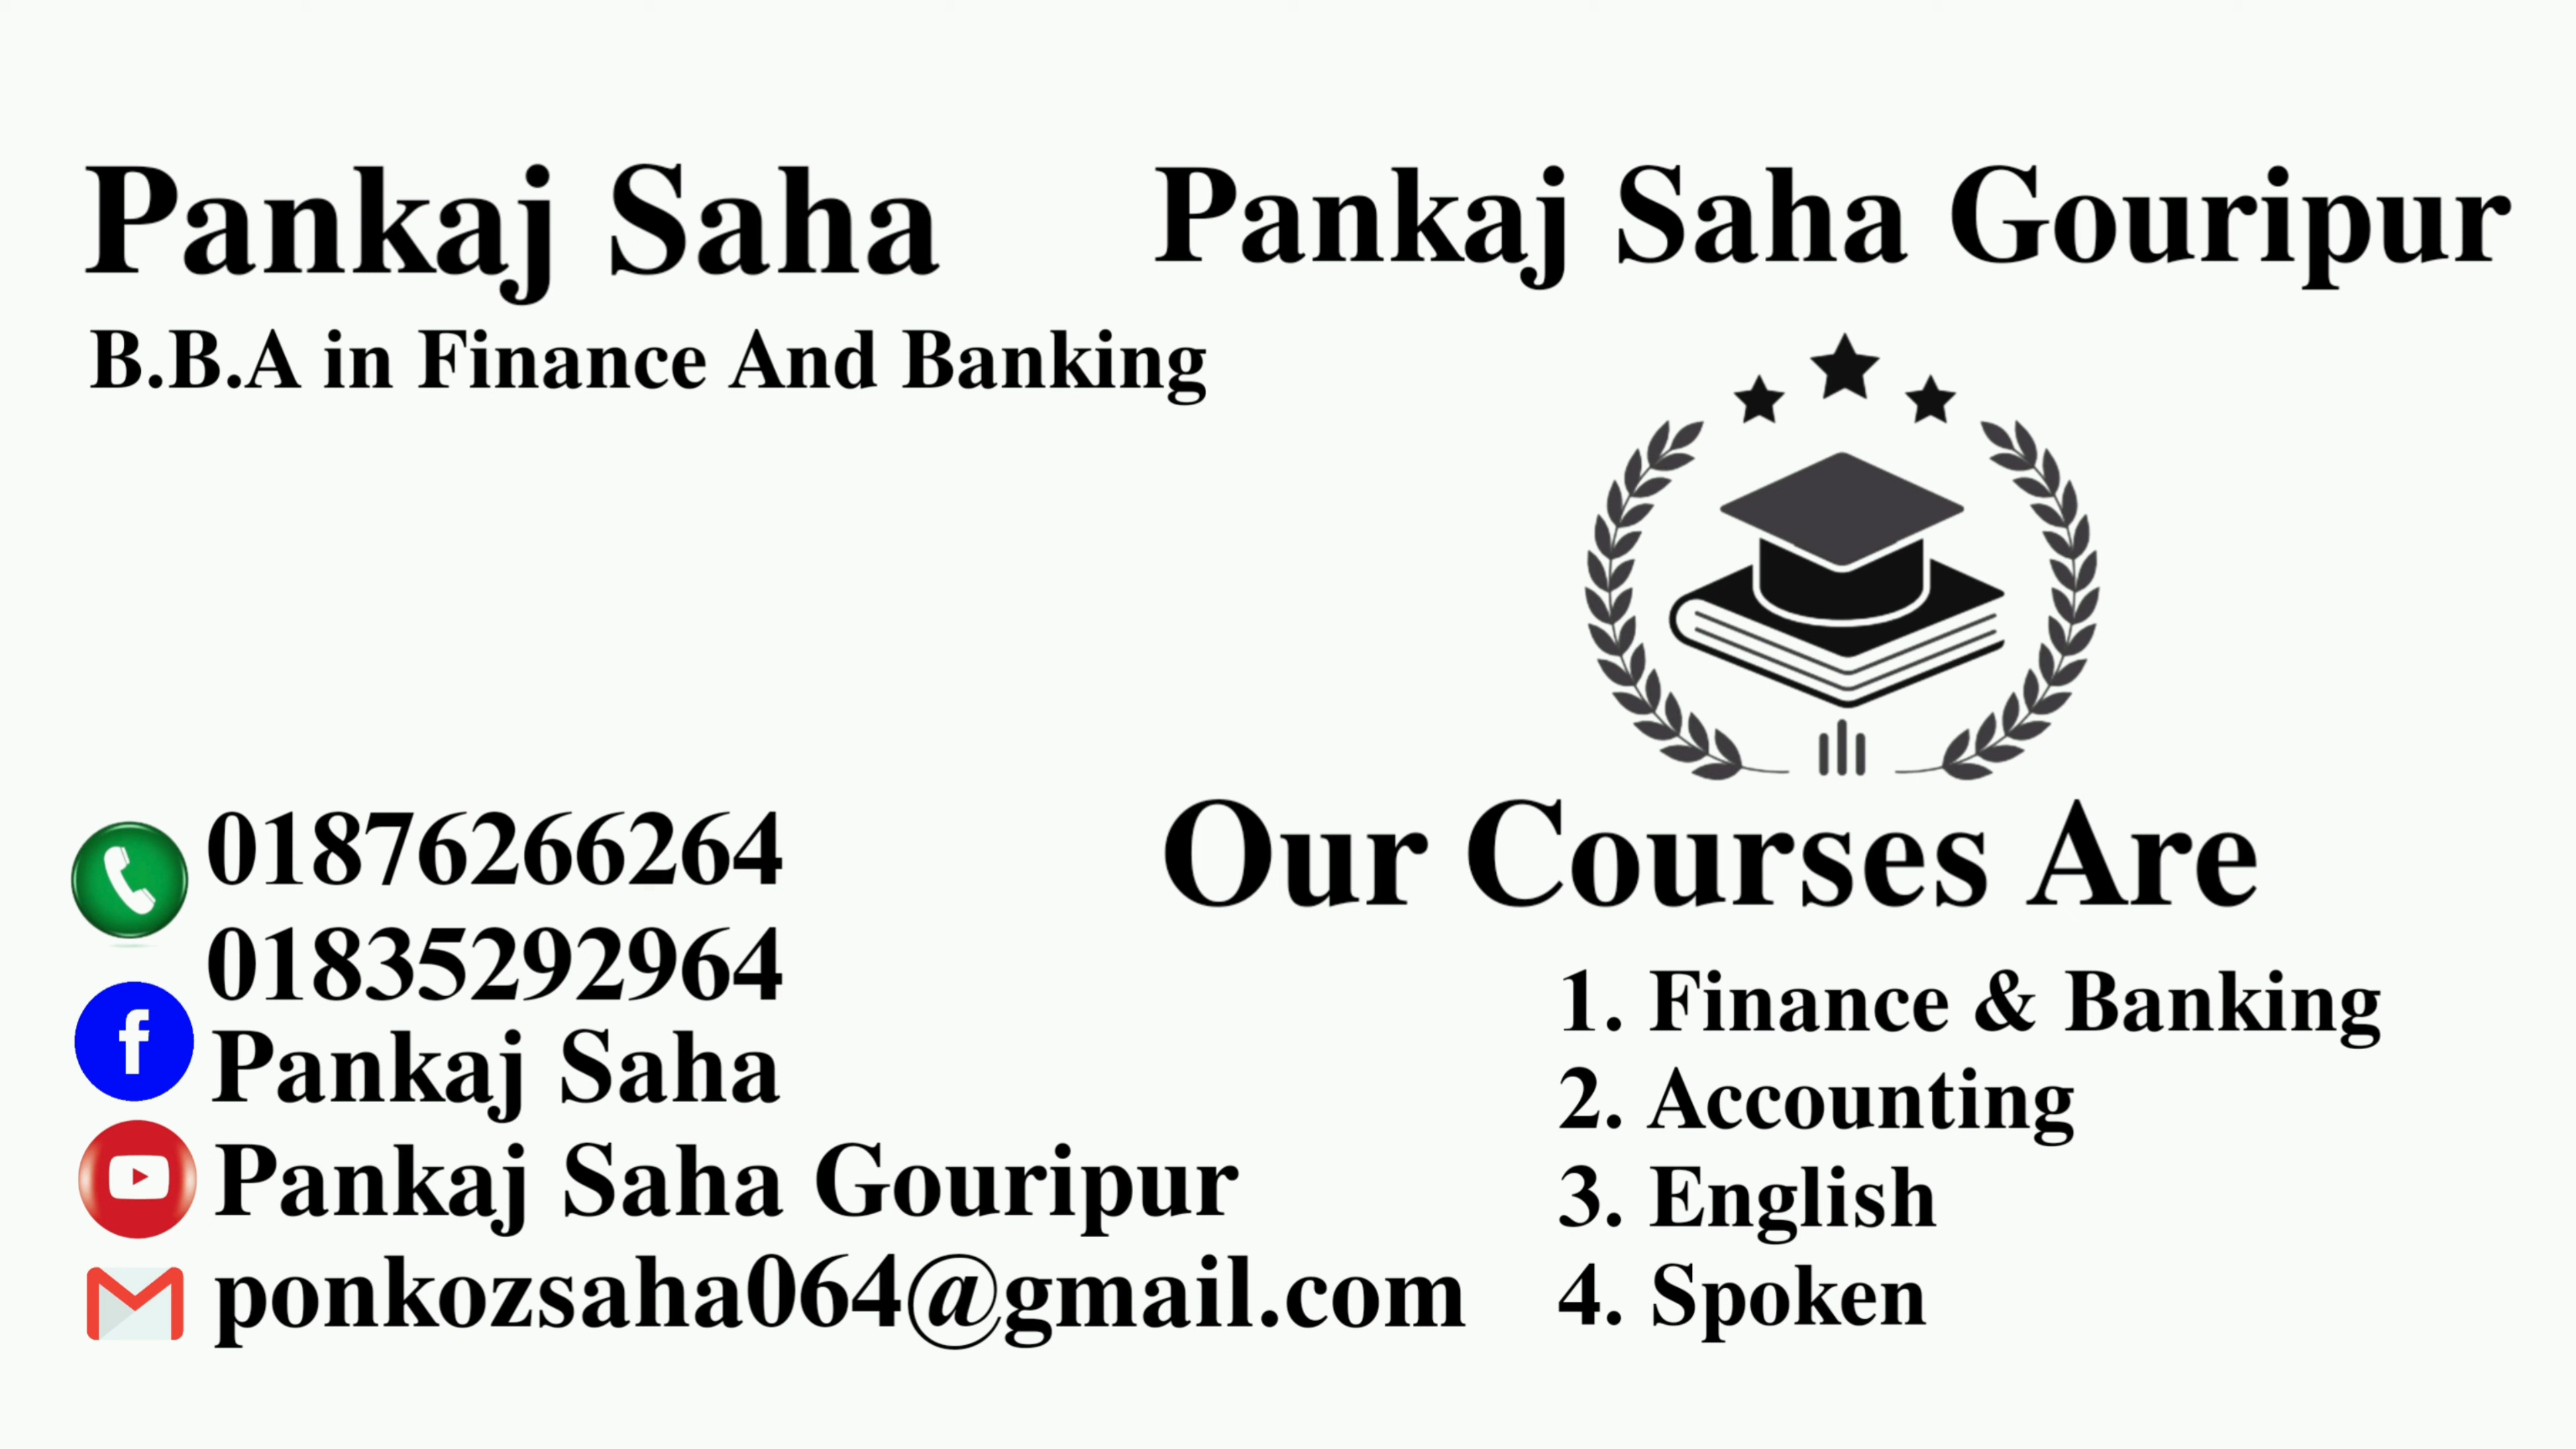 Pankaj Saha
B.B.A in Finance And Banking
01876266264
01835292964
Pankaj Saha
Pankaj Saha Gouripur
ponkozsaha064@gmail.com
Pankaj Saha Gouripur
Our Courses Are
1. Finance & Banking
2. Accounting
3. English
4. Spoken